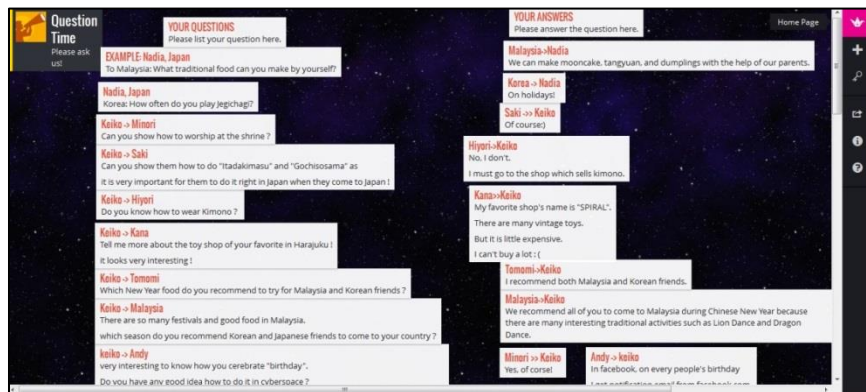 Question
Time
Please ask
us!
YOUR QUESTIONS
Please list your question here.
EXAMPLE: Nadia, Japan
To Malaysia: What traditional food can you make by yourself?
Nadia, Japan
Korea: How often do you play Jegichagi?
Keiko -> Minori
Can you show how to worship at the shrine ?
Keiko -> Saki
Can you show them how to do "Itadakimasu" and "Gochisosama" as
it is very important for them to do it right in Japan when they come to Japan !
Keiko -> Hiyori
Do you know how to wear Kimono ?
Keiko -> Kana
Tell me more about the toy shop of your favorite in Harajuku !
it looks very interesting !
Keiko -> Tomomi
Which New Year food do you recommend to try for Malaysia and Korean friends ?
Keiko -> Malaysia
There are so many festivals and good food in Malaysia.
which season do you recommend Korean and Japanese friends to come to your country ?
keiko -> Andy
very interesting to know how you cerebrate "birthday".
Do you have any good idea how to do it in cyberspace ?
YOUR ANSWERS
Please answer the question here.
Home Page
Malaysia->Nadia
We can make mooncake, tangyuan, and dumplings with the help of our parents.
Korea -> Nadia
On holidays!
Saki ->> Keiko
Of course:)
Hiyori->Keiko
No, I don't.
I must go to the shop which sells kimono.
Kana>>Keiko
My favorite shop's name is "SPIRAL".
There are many vintage toys.
But it is little expensive.
I can't buy a lot : (
Tomomi->Keiko
I recommend both Malaysia and Korean friends.
Malaysia->Keiko
We recommend all of you to come to Malaysia during Chinese New Year because
there are many interesting traditional activities such as Lion Dance and Dragon
Dance.
Minori >> Keiko
Yes, of corse!
Andy -> keiko
In facebook, on every people's birthday
I get notification email from facebook.com